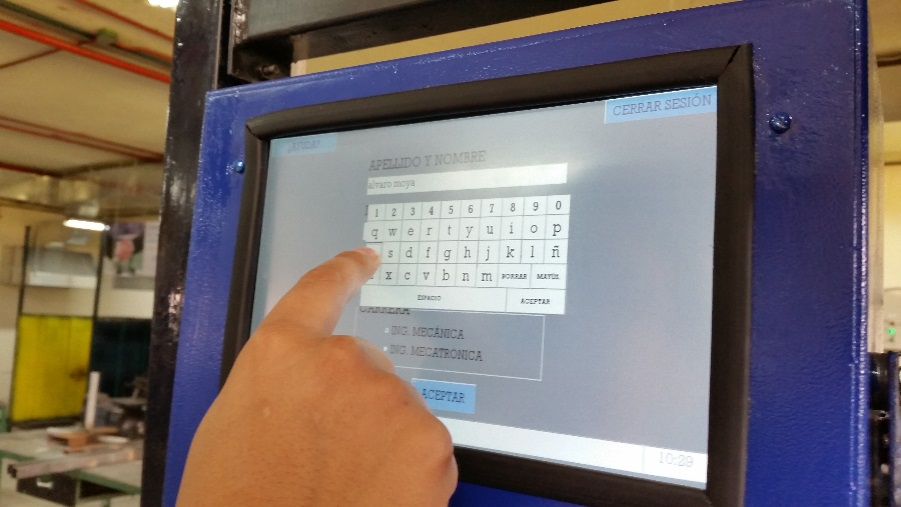 ¿AYUDA?
CERRAR SESIÓN
APELLIDO Y NOMBRE
alvaro moya
1 2 3 4 5 6 7 8 9 0
q w e r t y u i o p
s d f g h j k l ñ
x c v b n m BORRAR MAYÚS
ESPACIO ACEPTAR
CARRERA
ING. MECÁNICA
ING. MECATRÓNICA
ACEPTAR
10:29